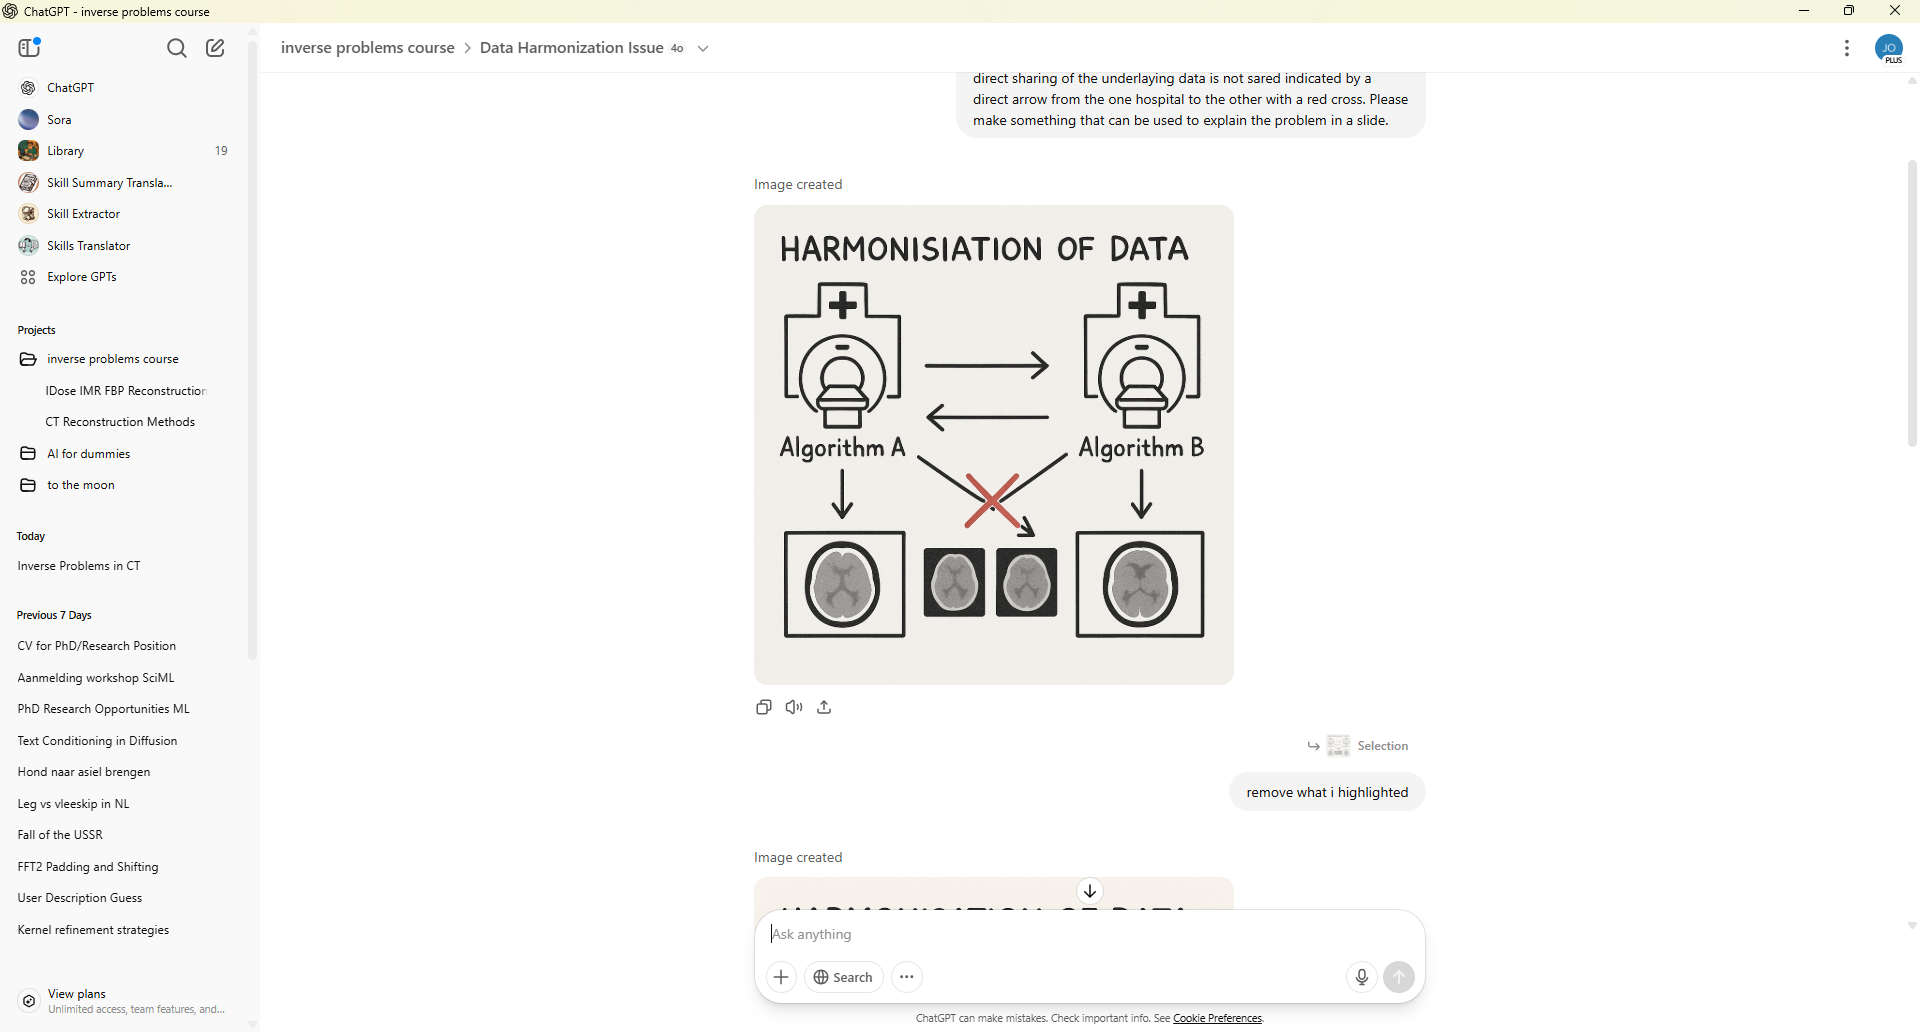 ChatGPT - inverse problems course
ChatGPT
Sora
Library 19
Skill Summary Transla...
Skill Extractor
Skills Translator
Explore GPTs
Projects
inverse problems course
IDose IMR FBP Reconstruction
CT Reconstruction Methods
AI for dummies
to the moon
Today
Inverse Problems in CT
Previous 7 Days
CV for PhD/Research Position
Aanmelding workshop SciML
PhD Research Opportunities ML
Text Conditioning in Diffusion
Hond naar asiel brengen
Leg vs vleeskip in NL
Fall of the USSR
FFT2 Padding and Shifting
User Description Guess
Kernel refinement strategies
View plans
Unlimited access, team features, and...
inverse problems course > Data Harmonization Issue 4o
JO
PLUS
direct sharing of the underlaying data is not sared indicated by a
direct arrow from the one hospital to the other with a red cross. Please
make something that can be used to explain the problem in a slide.
Image created
HARMONISIATION OF DATA
Algorithm A
Algorithm B
Selection
remove what i highlighted
Image created
Ask anything
Search
ChatGPT can make mistakes. Check important info. See Cookie Preferences.